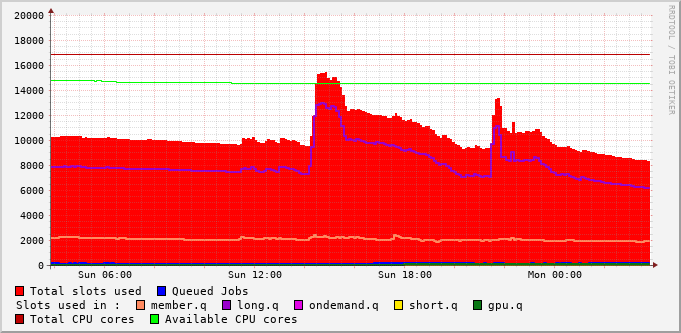 20000
18000
16000
14000
12000
10000
8000
6000
4000
2000
0
Sun 06:00 Sun 12:00 Sun 18:00 Mon 00:00
RRDTOOL / TOBI OETIKER
Total slots used Queued Jobs
Slots used in : member.q long.q ondemand.q short.q gpu.q
Total CPU cores Available CPU cores